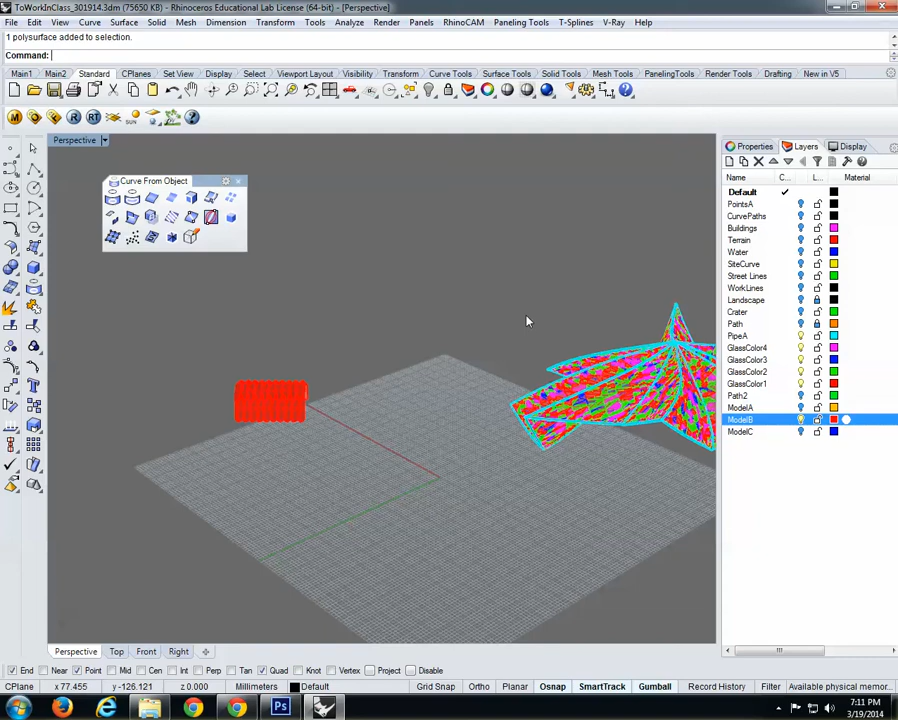 ToWorkInClass_301914.3dm (75650 KB) - Rhinoceros Educational Lab License (64-bit) - [Perspective]
File Edit View Curve Surface Solid Mesh Dimension Transform Tools Analyze Render Panels RhinoCAM Paneling Tools T-Splines V-Ray Help
1 polysurface added to selection.
Command:
Main1 Main2 Standard CPlanes Set View Display Select Viewport Layout Visibility Transform Curve Tools Surface Tools Solid Tools Mesh Tools PanelingTools Render Tools Drafting New in V5
Perspective
Properties Layers Display
Curve From Object
Name C... L... Material
Default
PointsA
CurvePaths
Buildings
Terrain
Water
SiteCurve
Street Lines
WorkLines
Landscape
Crater
Path
PipeA
GlassColor4
GlassColor3
GlassColor2
GlassColor1
Path2
ModelA
ModelB
ModelC
Perspective Top Front Right
End Near Point Mid Cen Int Perp Tan Quad Knot Vertex Project Disable
CPlane x 77.455 y -126.121 z 0.000 Millimeters Default Grid Snap Ortho Planar Osnap SmartTrack Gumball Record History Filter Available physical memor...
Ps
7:11 PM
3/19/2014